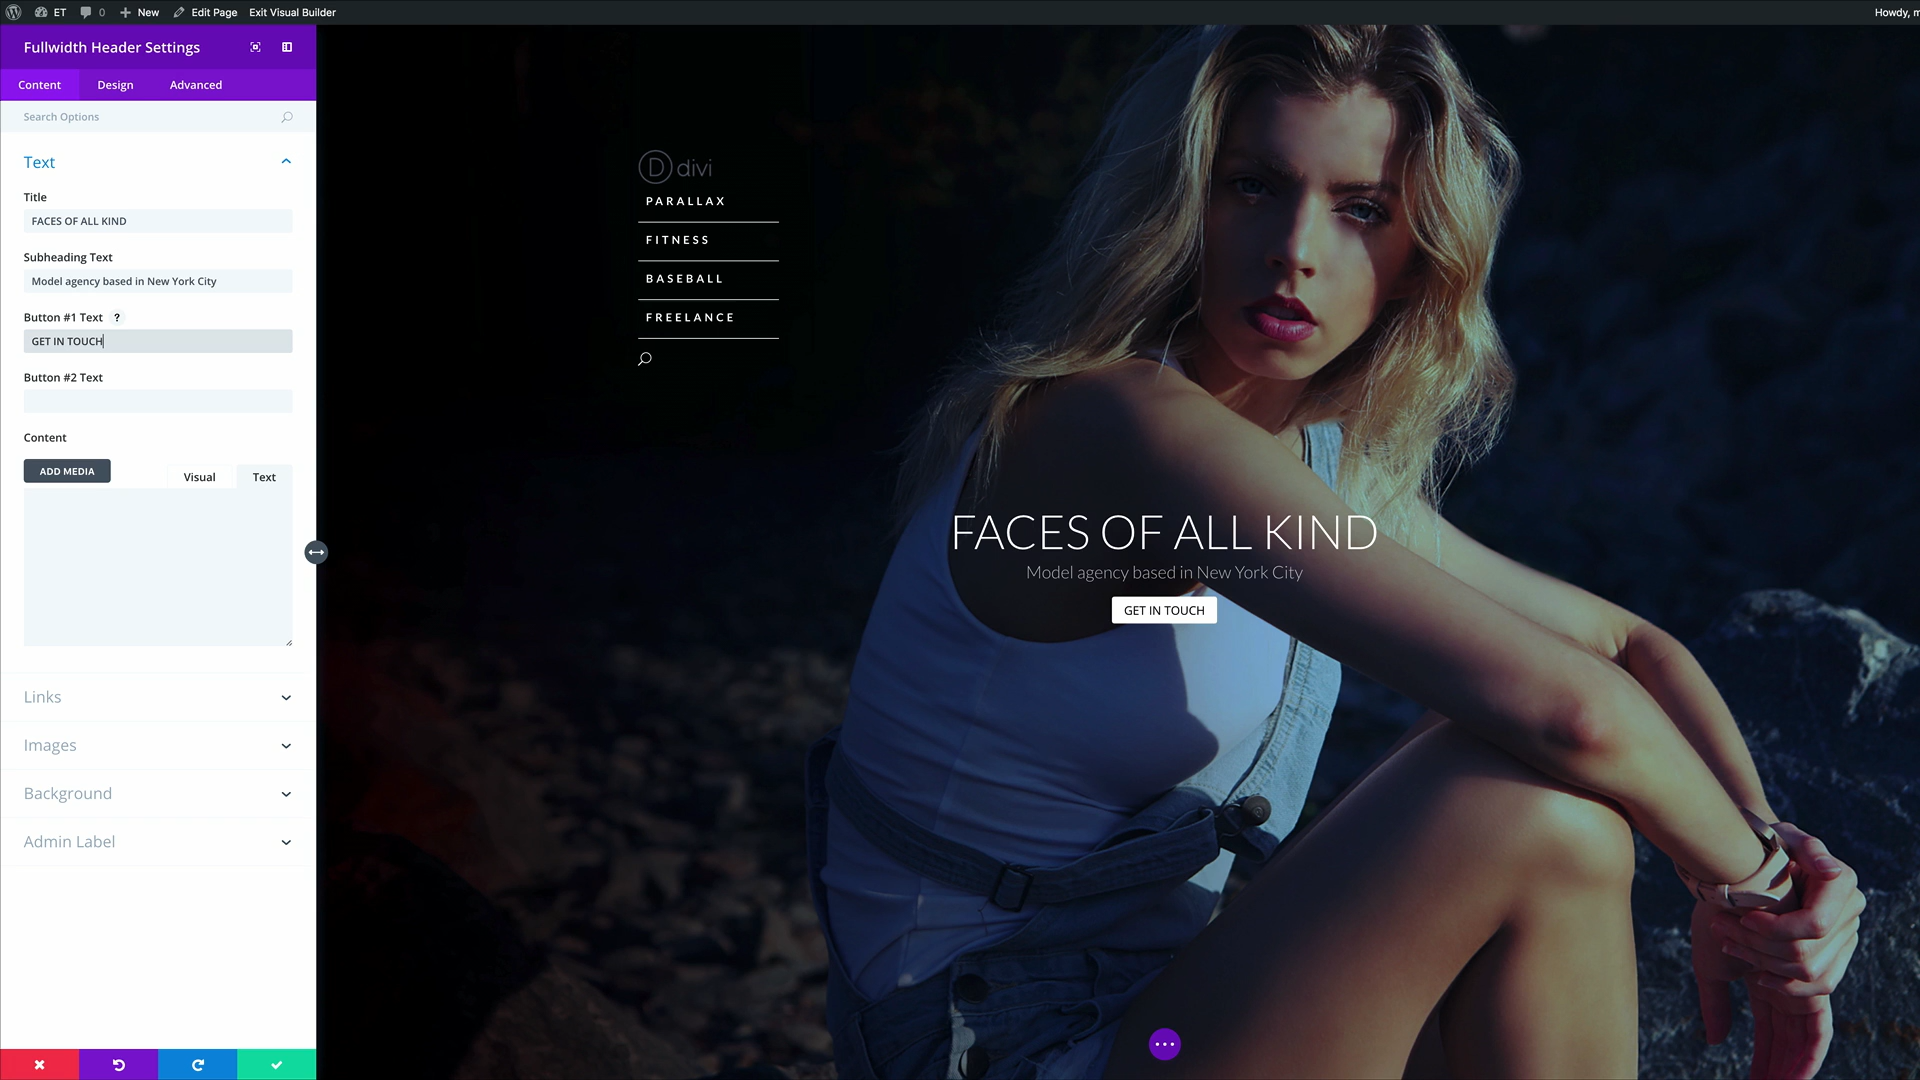 ET
0
New
Edit Page
Exit Visual Builder
Howdy, m
Fullwidth Header Settings
Content
Design
Advanced
Search Options
Text
Title
FACES OF ALL KIND
Subheading Text
Model agency based in New York City
Button #1 Text ?
GET IN TOUCH
Button #2 Text
Content
ADD MEDIA
Visual
Text
Links
Images
Background
Admin Label
D divi
PARALLAX
FITNESS
BASEBALL
FREELANCE
FACES OF ALL KIND
Model agency based in New York City
GET IN TOUCH